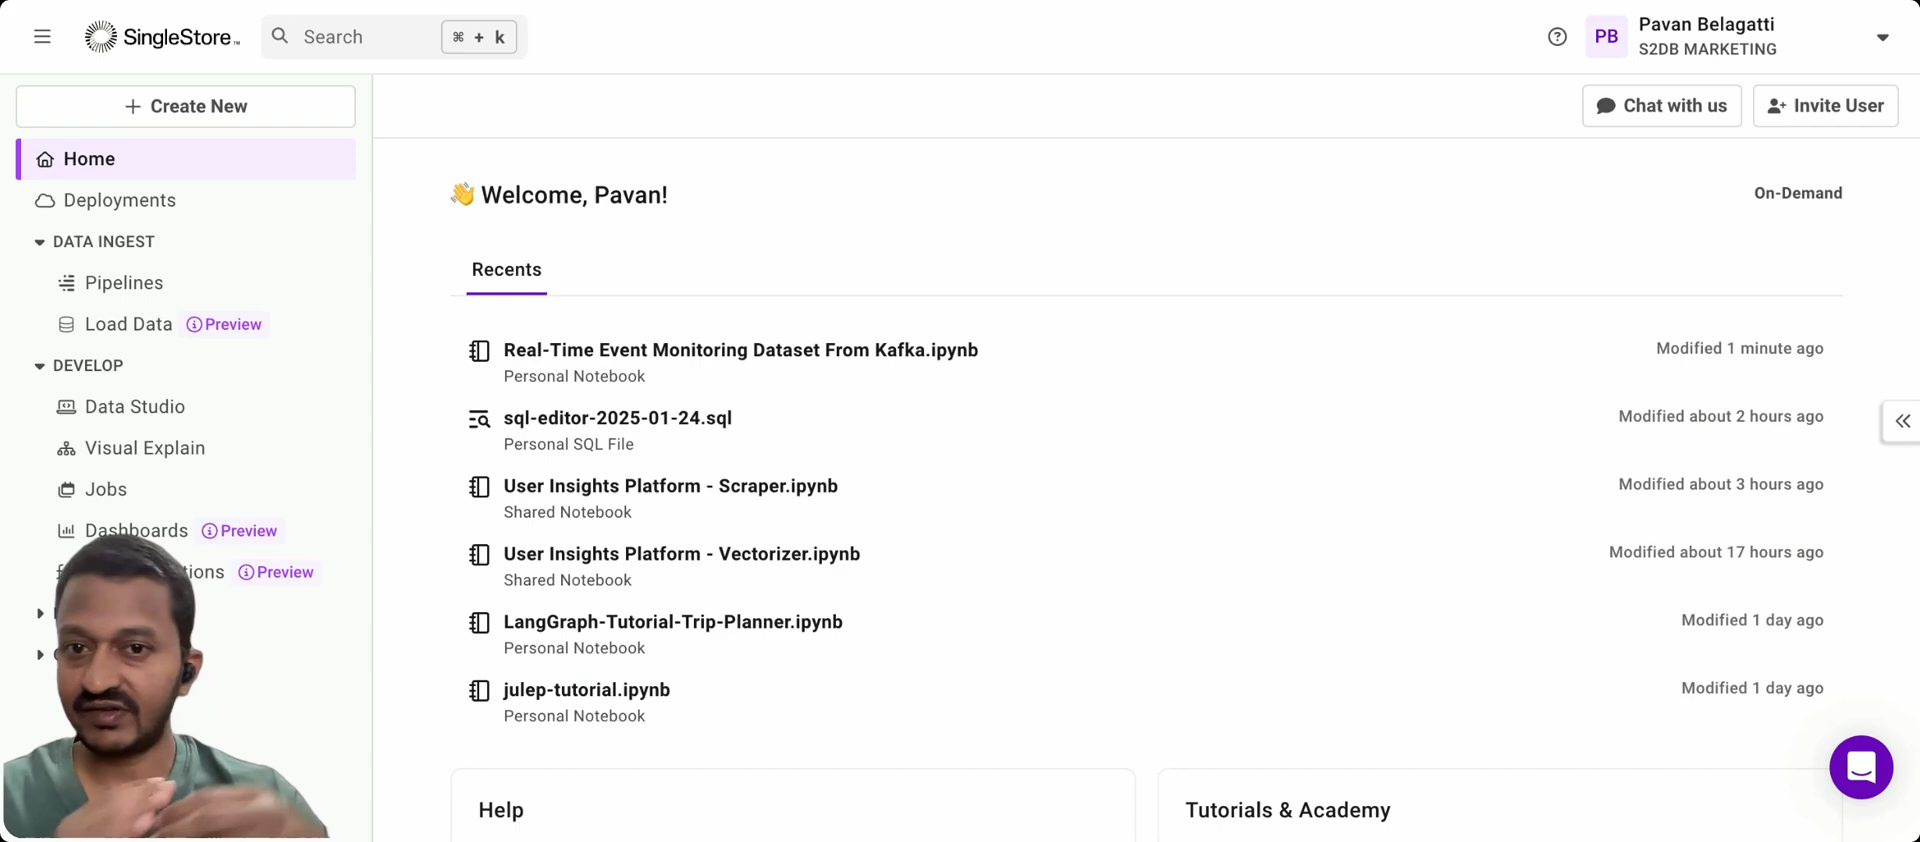 SingleStore™
Search
⌘ + k
Pavan Belagatti
PB
S2DB MARKETING
Create New
Chat with us
Invite User
Home
Deployments
DATA INGEST
Pipelines
Load Data
Preview
DEVELOP
Data Studio
Visual Explain
Jobs
Dashboards
Preview
tions
Preview
👋 Welcome, Pavan!
On-Demand
Recents
Real-Time Event Monitoring Dataset From Kafka.ipynb
Modified 1 minute ago
Personal Notebook
sql-editor-2025-01-24.sql
Modified about 2 hours ago
Personal SQL File
User Insights Platform - Scraper.ipynb
Modified about 3 hours ago
Shared Notebook
User Insights Platform - Vectorizer.ipynb
Modified about 17 hours ago
Shared Notebook
LangGraph-Tutorial-Trip-Planner.ipynb
Modified 1 day ago
Personal Notebook
julep-tutorial.ipynb
Modified 1 day ago
Personal Notebook
Help
Tutorials & Academy